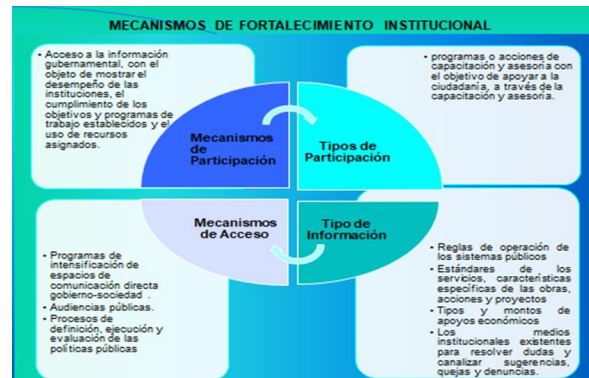 MECANISMOS DE FORTALECIMIENTO INSTITUCIONAL
• Acceso a la información
gubernamental, con el
objeto de mostrar el
desempeño de las
instituciones, el
cumplimiento de los
objetivos y programas de
trabajo establecidos y el
uso de recursos
asignados.
• programas o acciones de
capacitación y asesoría con
el objetivo de apoyar a la
ciudadanía, a través de la
capacitación y asesoría.
Mecanismos
de
Participación
Tipos de
Participación
Mecanismos
de Acceso
Tipo de
Información
• Programas de
intensificación de
espacios de
comunicación directa
gobierno-sociedad .
• Audiencias públicas.
• Procesos de
definición, ejecución y
evaluación de las
políticas públicas
• Reglas de operación de
los sistemas públicos
• Estándares de los
servicios, características
específicas de las obras,
acciones y proyectos
• Tipos y montos de
apoyos económicos
• Los medios
institucionales existentes
para resolver dudas y
canalizar sugerencias,
quejas y denuncias.